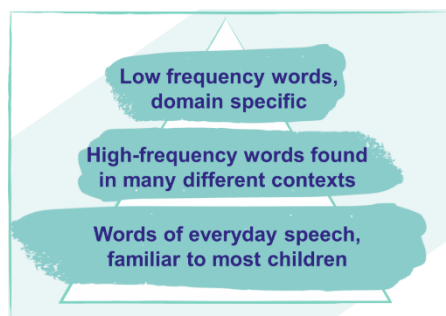 Low frequency words,
domain specific
High-frequency words found
in many different contexts
Words of everyday speech,
familiar to most children